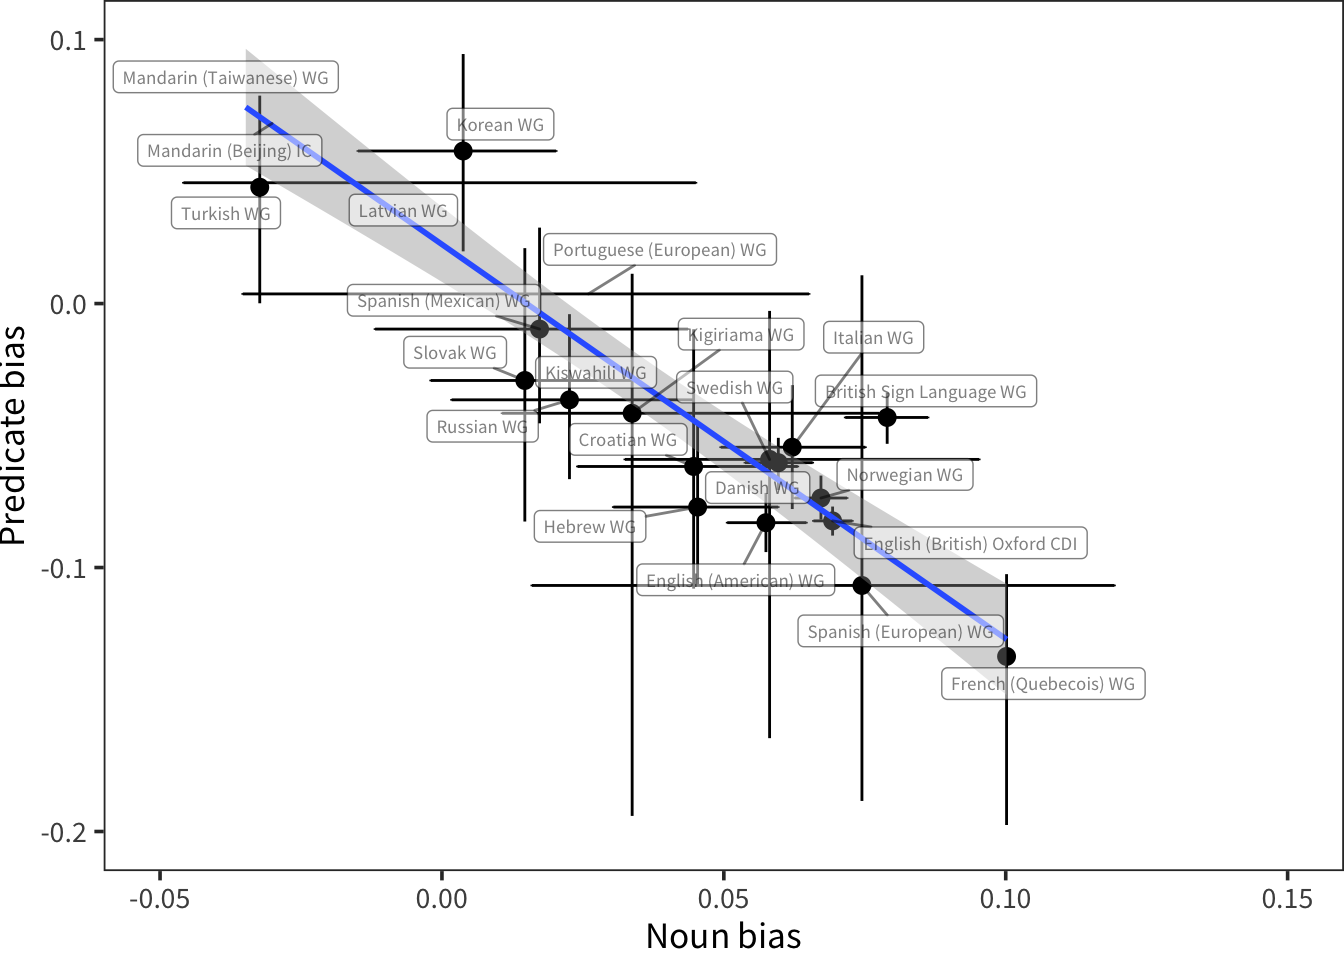 0.1
Mandarin (Taiwanese) WG
Korean WG
Mandarin (Beijing) IC
Turkish WG
Latvian WG
Portuguese (European) WG
0.0
Spanish (Mexican) WG
Kigiriama WG
Italian WG
Slovak WG
Kiswahili WG
Swedish WG
British Sign Language WG
Russian WG
Croatian WG
Norwegian WG
Danish WG
Hebrew WG
English (British) Oxford CDI
-0.1
English (American) WG
Spanish (European) WG
French (Quebecois) WG
-0.2
Predicate bias
-0.05
0.00
0.05
0.10
0.15
Noun bias